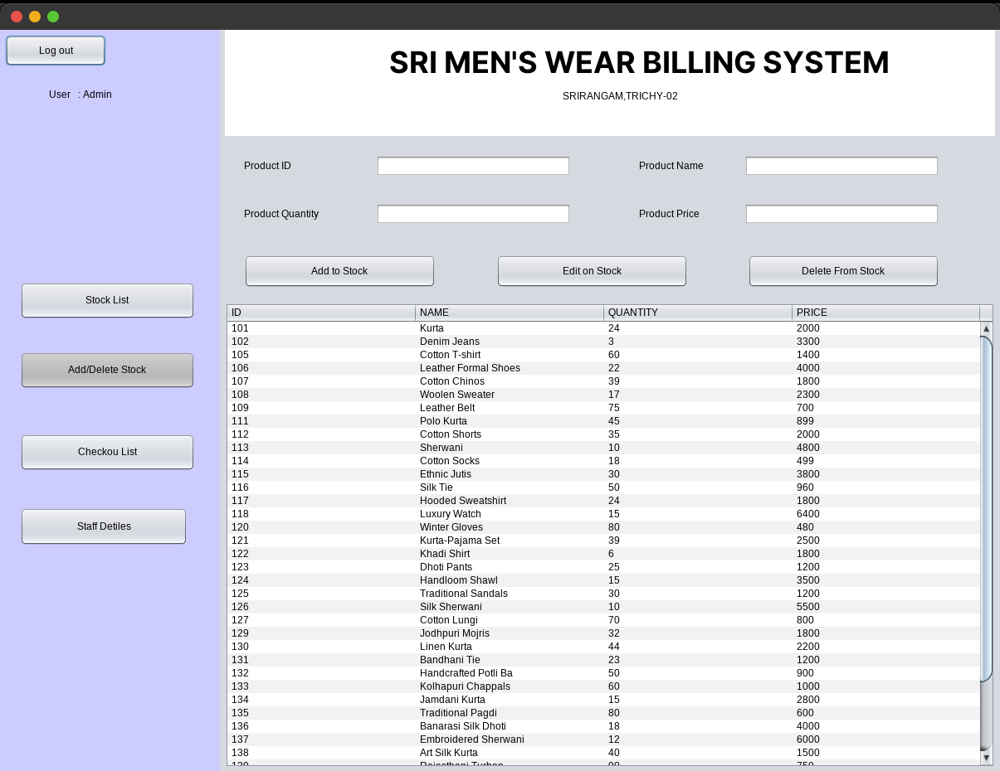 Log out
User : Admin
Stock List
Add/Delete Stock
Checkou List
Staff Detiles
SRI MEN'S WEAR BILLING SYSTEM
SRIRANGAM,TRICHY-02
Product ID Product Name
Product Quantity Product Price
Add to Stock Edit on Stock Delete From Stock
ID NAME QUANTITY PRICE
101 Kurta 24 2000
102 Denim Jeans 3 3300
105 Cotton T-shirt 60 1400
106 Leather Formal Shoes 22 4000
107 Cotton Chinos 39 1800
108 Woolen Sweater 17 2300
109 Leather Belt 75 700
111 Polo Kurta 45 899
112 Cotton Shorts 35 2000
113 Sherwani 10 4800
114 Cotton Socks 18 499
115 Ethnic Jutis 30 3800
116 Silk Tie 50 960
117 Hooded Sweatshirt 24 1800
118 Luxury Watch 15 6400
120 Winter Gloves 80 480
121 Kurta-Pajama Set 39 2500
122 Khadi Shirt 6 1800
123 Dhoti Pants 25 1200
124 Handloom Shawl 15 3500
125 Traditional Sandals 30 1200
126 Silk Sherwani 10 5500
127 Cotton Lungi 70 800
129 Jodhpuri Mojris 32 1800
130 Linen Kurta 44 2200
131 Bandhani Tie 23 1200
132 Handcrafted Potli Ba 50 900
133 Kolhapuri Chappals 60 1000
134 Jamdani Kurta 15 2800
135 Traditional Pagdi 80 600
136 Banarasi Silk Dhoti 18 4000
137 Embroidered Sherwani 12 6000
138 Art Silk Kurta 40 1500
139 Rajasthani Turban 750